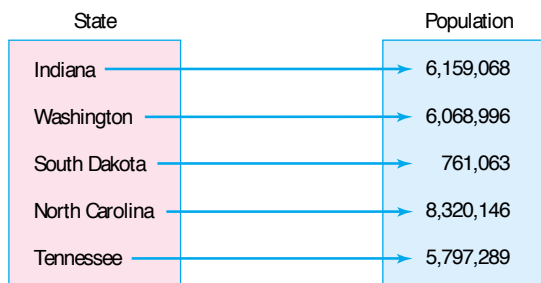 State Population
Indiana 6,159,068
Washington 6,068,996
South Dakota 761,063
North Carolina 8,320,146
Tennessee 5,797,289